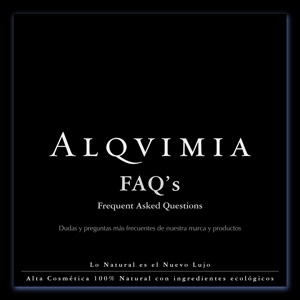 ALQVIMIA
FAQ's
Frequent Asked Questions
Dudas y preguntas más frecuentes de nuestra marca y productos
Lo Natural es el Nuevo Lujo
Alta Cosmética 100% Natural con ingredientes ecológicos